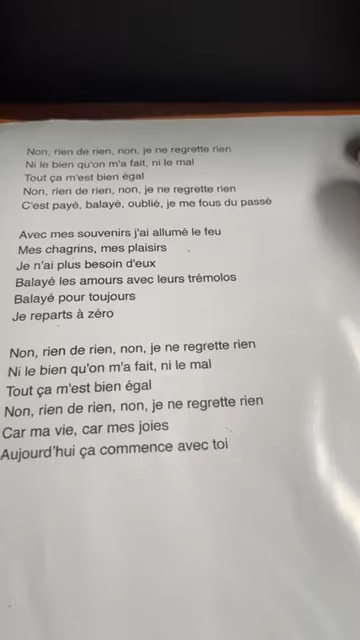 Non, rien de rien, non, je ne regrette rien
Ni le bien qu'on m'a fait, ni le mal
Tout ça m'est bien égal
Non, rien de rien, non, je ne regrette rien
C'est payé, balayé, oublié, je me fous du passé
Avec mes souvenirs j'ai allumé le feu
Mes chagrins, mes plaisirs
Je n'ai plus besoin d'eux
Balayé les amours avec leurs trémolos
Balayé pour toujours
Je reparts à zéro
Non, rien de rien, non, je ne regrette rien
Ni le bien qu'on m'a fait, ni le mal
Tout ça m'est bien égal
Non, rien de rien, non, je ne regrette rien
Car ma vie, car mes joies
Aujourd'hui ça commence avec toi